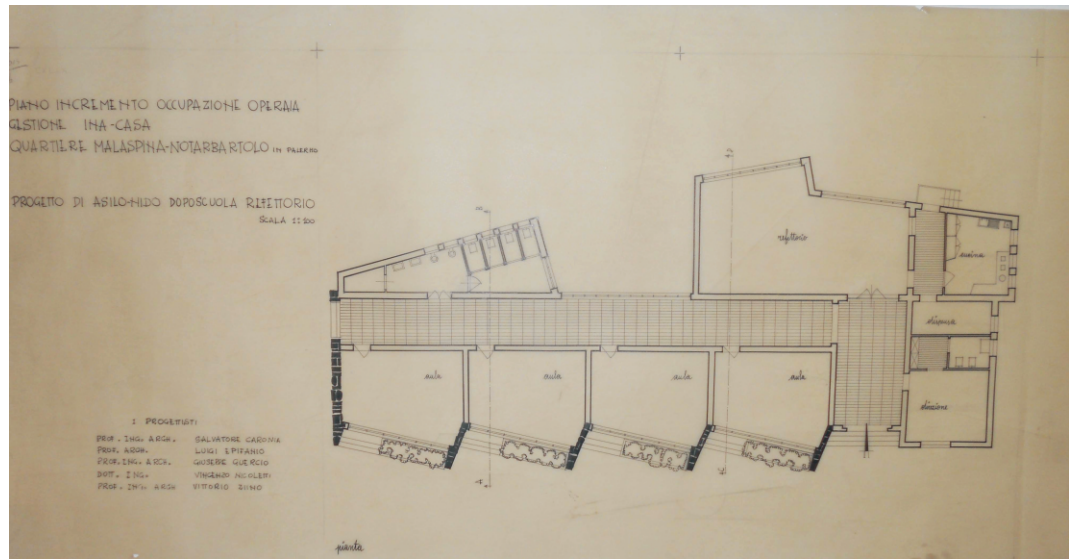 PIANO INCREMENTO OCCUPAZIONE OPERAIA
GESTIONE INA-CASA
QUARTIERE MALASPINA-NOTARBARTOLO IN PALERMO
PROGETTO DI ASILO-NIDO DOPOSCUOLA REFETTORIO
SCALA 1:100
refettorio
cucina
dispensa
aula
aula
aula
aula
direzione
I PROGETTISTI
PROF. ING. ARCH. SALVATORE CARONIA
PROF. ARCH. LUIGI EPIFANIO
PROF. ING. ARCH. GIUSEPPE GUERCIO
DOTT. ING. VINCENZO NICOLETTI
PROF. ING. ARCH. VITTORIO ZIINO
pianta